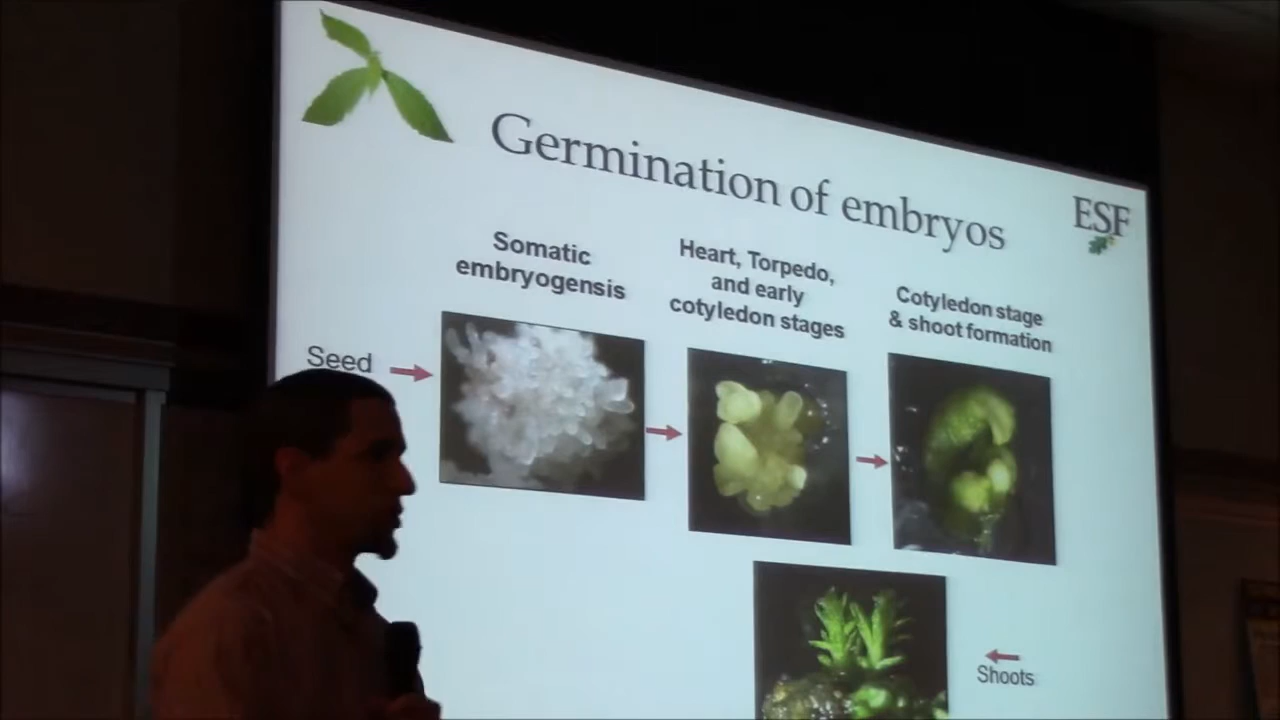 Germination of embryos
ESF
Somatic
embryogensis
Heart, Torpedo,
and early
cotyledon stages
Cotyledon stage
& shoot formation
Seed
Shoots